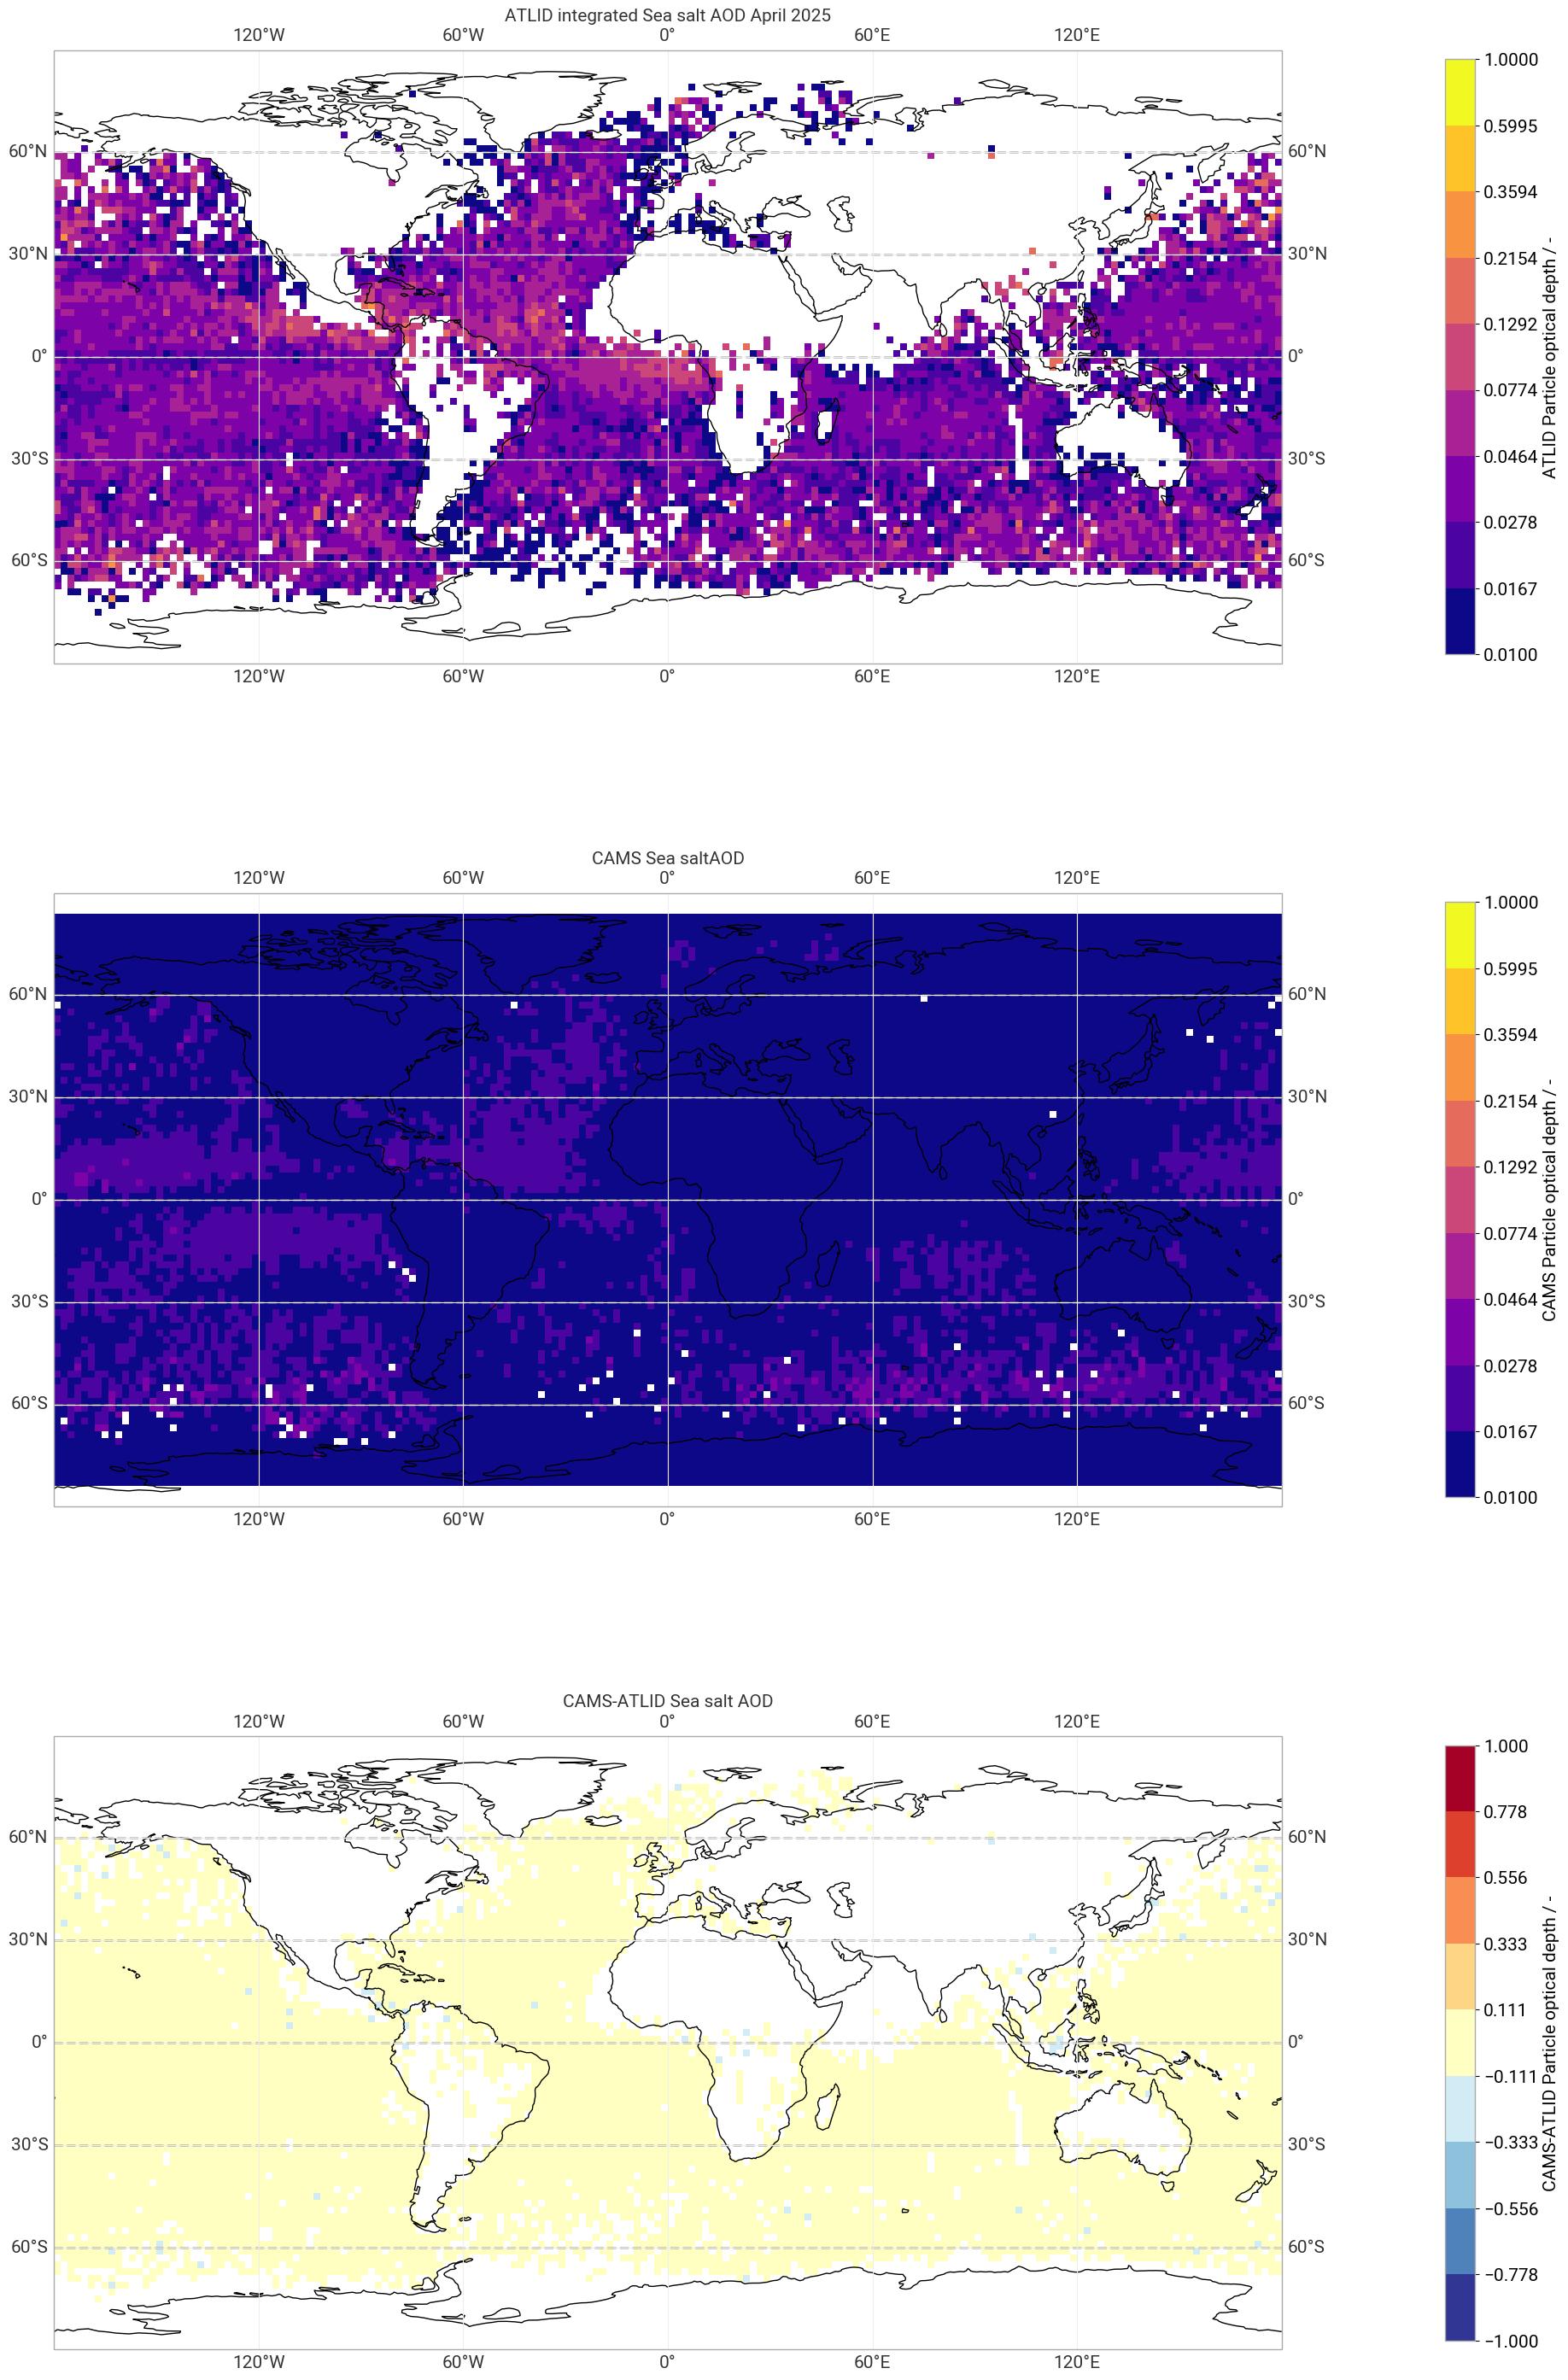 ATLID integrated Sea salt AOD April 2025
120°W 60°W 0° 60°E 120°E
1.0000
0.5995
60°N 60°N
0.3594
30°N 30°N
0.2154
0.1292
0° 0°
0.0774
30°S 30°S
0.0464
0.0278
60°S 60°S
0.0167
0.0100
ATLID Particle optical depth / -
120°W 60°W 0° 60°E 120°E
CAMS Sea saltAOD
120°W 60°W 0° 60°E 120°E
1.0000
0.5995
60°N 60°N
0.3594
30°N 30°N
0.2154
0.1292
0° 0°
0.0774
30°S 30°S
0.0464
0.0278
60°S 60°S
0.0167
0.0100
CAMS Particle optical depth / -
120°W 60°W 0° 60°E 120°E
CAMS-ATLID Sea salt AOD
120°W 60°W 0° 60°E 120°E
1.000
0.778
60°N 60°N
0.556
30°N 30°N
0.333
0.111
0° 0°
−0.111
−0.333
30°S 30°S
−0.556
60°S 60°S
−0.778
−1.000
CAMS-ATLID Particle optical depth / -
120°W 60°W 0° 60°E 120°E